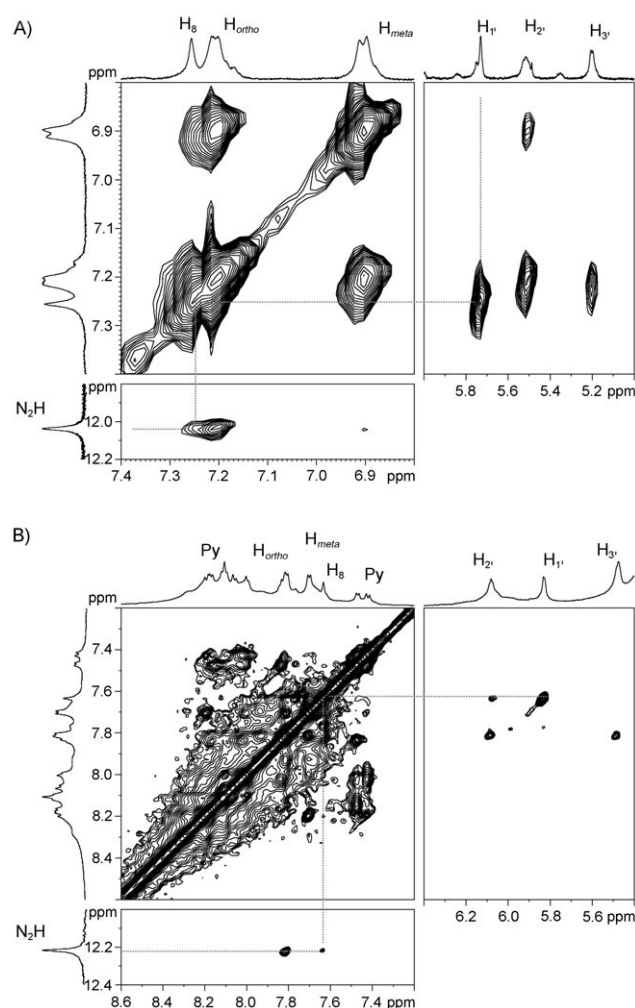 A)
H8 Hortho Hmeta H1' H2' H3'
ppm
6.9
7.0
7.1
7.2
7.3
5.8 5.6 5.4 5.2 ppm
N2H
ppm
12.0
12.2
7.4 7.3 7.2 7.1 7.0 6.9 ppm
B)
Py Hortho Hmeta H8 Py H2' H1' H3'
ppm
7.4
7.6
7.8
8.0
8.2
8.4
6.2 6.0 5.8 5.6 ppm
N2H
ppm
12.2
12.4
8.6 8.4 8.2 8.0 7.8 7.6 7.4 ppm